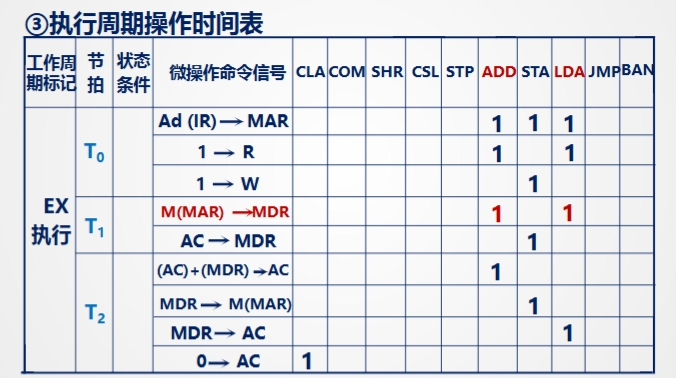 ③执行周期操作时间表
工作周期标记 节拍 状态条件 微操作命令信号 CLA COM SHR CSL STP ADD STA LDA JMP BAN
EX 执行
T0
Ad (IR)→MAR 1 1 1
1→R 1 1
1→W 1
T1
M(MAR)→MDR 1 1
AC→MDR 1
T2
(AC)+(MDR)→AC 1
MDR→M(MAR) 1
MDR→AC 1
0→AC 1